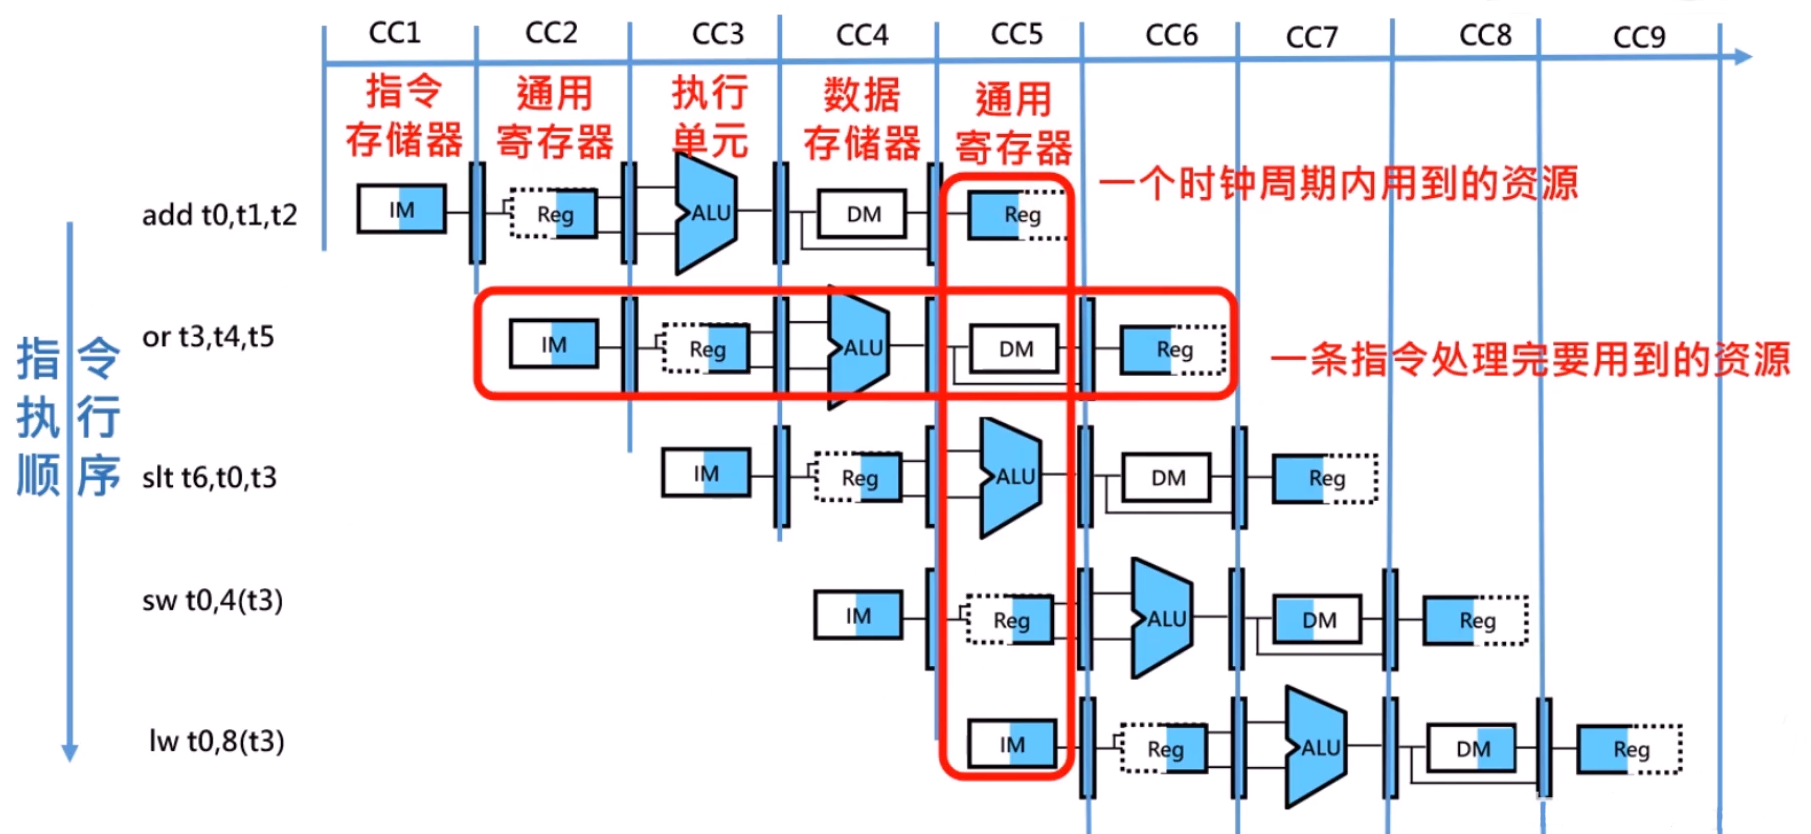 CC1 CC2 CC3 CC4 CC5 CC6 CC7 CC8 CC9
指令
存储器
通用
寄存器
执行
单元
数据
存储器
通用
寄存器
一个时钟周期内用到的资源
add t0,t1,t2
IM Reg ALU DM Reg
or t3,t4,t5
IM Reg ALU DM Reg
一条指令处理完要用到的资源
slt t6,t0,t3
IM Reg ALU DM Reg
sw t0,4(t3)
IM Reg ALU DM Reg
lw t0,8(t3)
IM Reg ALU DM Reg
指令
执行
顺序